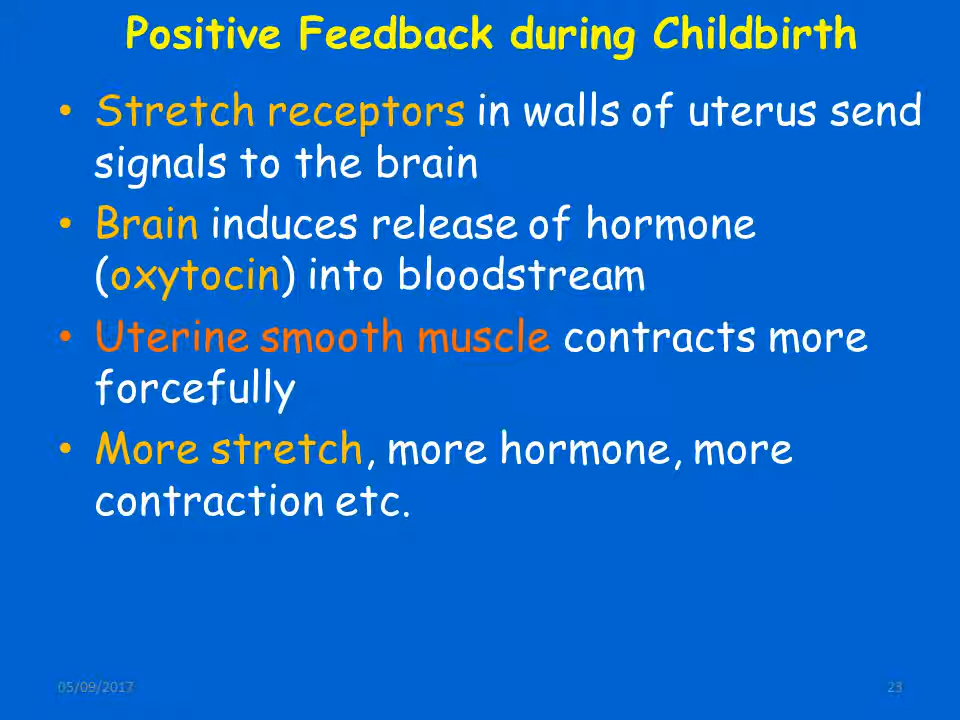 Positive Feedback during Childbirth
• Stretch receptors in walls of uterus send
signals to the brain
• Brain induces release of hormone
(oxytocin) into bloodstream
• Uterine smooth muscle contracts more
forcefully
• More stretch, more hormone, more
contraction etc.
05/09/2017
23